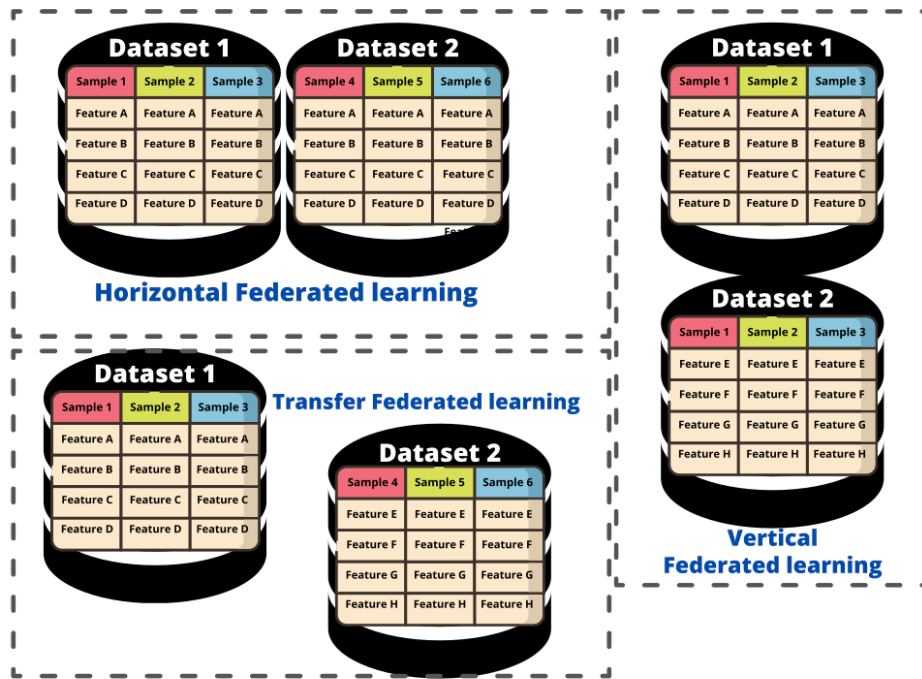 Dataset 1
Sample 1 Sample 2 Sample 3
Feature A Feature A Feature A
Feature B Feature B Feature B
Feature C Feature C Feature C
Feature D Feature D Feature D
Dataset 2
Sample 4 Sample 5 Sample 6
Feature A Feature A Feature A
Feature B Feature B Feature B
Feature C Feature C Feature C
Feature D Feature D Feature D
Horizontal Federated learning
Dataset 1
Sample 1 Sample 2 Sample 3
Feature A Feature A Feature A
Feature B Feature B Feature B
Feature C Feature C Feature C
Feature D Feature D Feature D
Dataset 2
Sample 1 Sample 2 Sample 3
Feature E Feature E Feature E
Feature F Feature F Feature F
Feature G Feature G Feature G
Feature H Feature H Feature H
Vertical
Federated learning
Dataset 1
Sample 1 Sample 2 Sample 3
Feature A Feature A Feature A
Feature B Feature B Feature B
Feature C Feature C Feature C
Feature D Feature D Feature D
Transfer Federated learning
Dataset 2
Sample 4 Sample 5 Sample 6
Feature E Feature E Feature E
Feature F Feature F Feature F
Feature G Feature G Feature G
Feature H Feature H Feature H